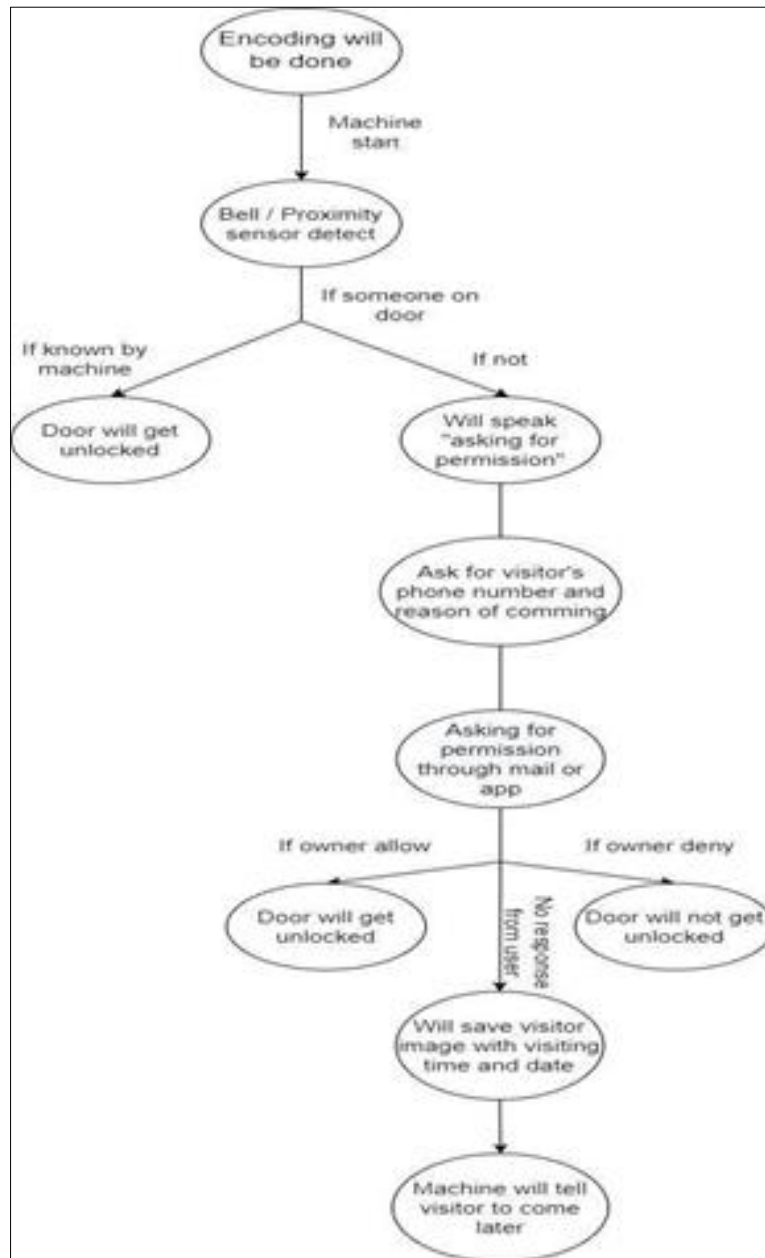 Encoding will
be done
Machine
start
Bell / Proximity
sensor detect
If someone on
door
If known by
machine
If not
Door will get
unlocked
Will speak
"asking for
permission"
Ask for visitor's
phone number and
reason of comming
Asking for
permission
through mail or
app
If owner allow
If owner deny
Door will get
unlocked
No response
from user
Door will not get
unlocked
Will save visitor
image with visiting
time and date
Machine will tell
visitor to come
later